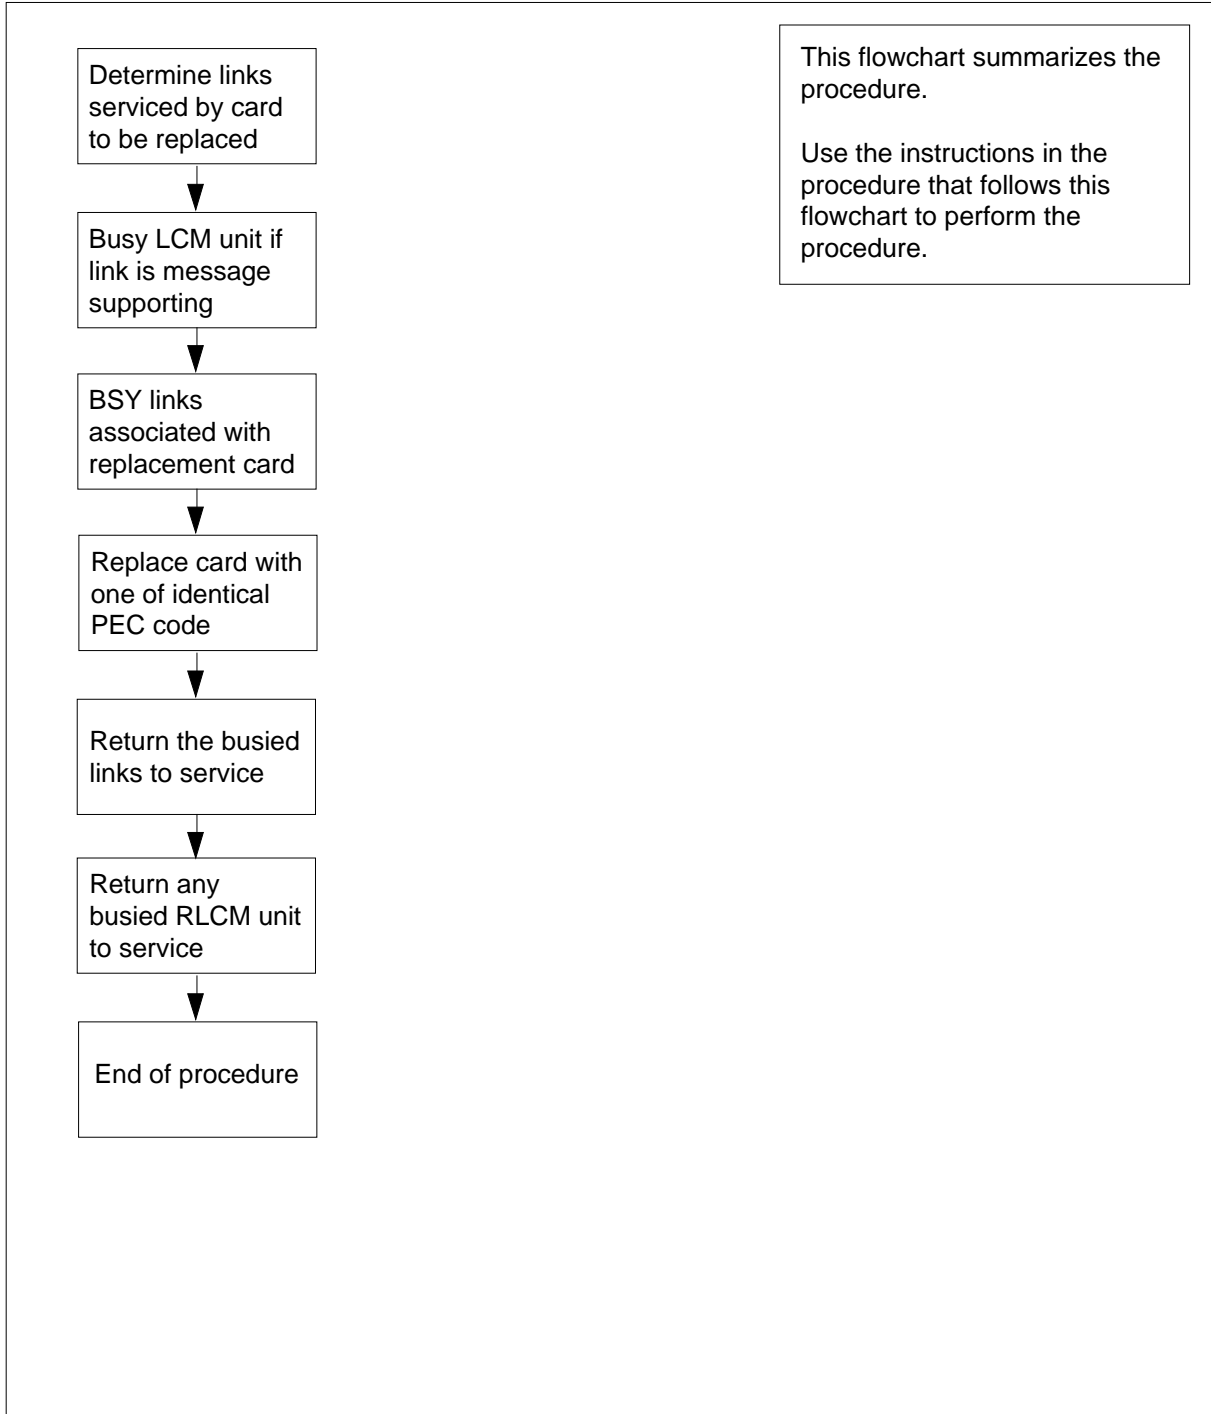 Determine links
serviced by card
to be replaced
Busy LCM unit if
link is message
supporting
BSY links
associated with
replacement card
Replace card with
one of identical
PEC code
Return the busied
links to service
Return any
busied RLCM unit
to service
End of procedure
This flowchart summarizes the
procedure.
Use the instructions in the
procedure that follows this
flowchart to perform the
procedure.